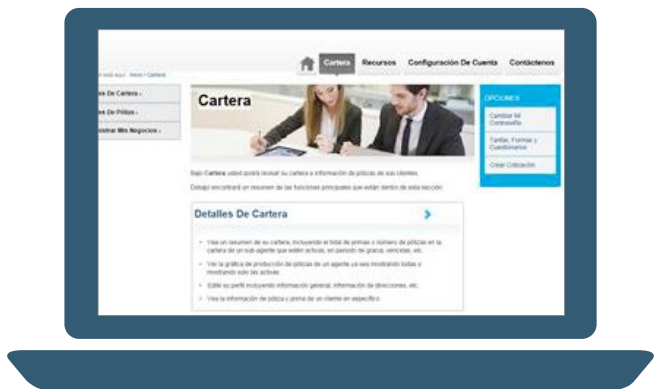 Cartera Recursos Configuración De Cuenta Contáctenos
está aquí: Inicio / Cartera
De Cartera ›
De Póliza ›
Mis Negocios ›
Cartera
OPCIONES
Cambiar Mi
Contraseña
Tarifas, Formas y
Cuestionarios
Crear Cotización
Bajo Cartera usted podrá revisar su cartera e información de pólizas de sus clientes.
Debajo encontrará un resumen de las funciones principales que están dentro de esta sección:
Detalles De Cartera
• Vea un resumen de su cartera, incluyendo el total de primas o número de pólizas en la
cartera de un sub agente que estén activas, en periodo de gracia, vencidas, etc.
• Ver la gráfica de producción de pólizas de un agente ya sea mostrando todas o
mostrando solo las activas.
• Edite su perfil incluyendo información general, información de direcciones, etc.
• Vea la información de póliza y prima de un cliente en específico